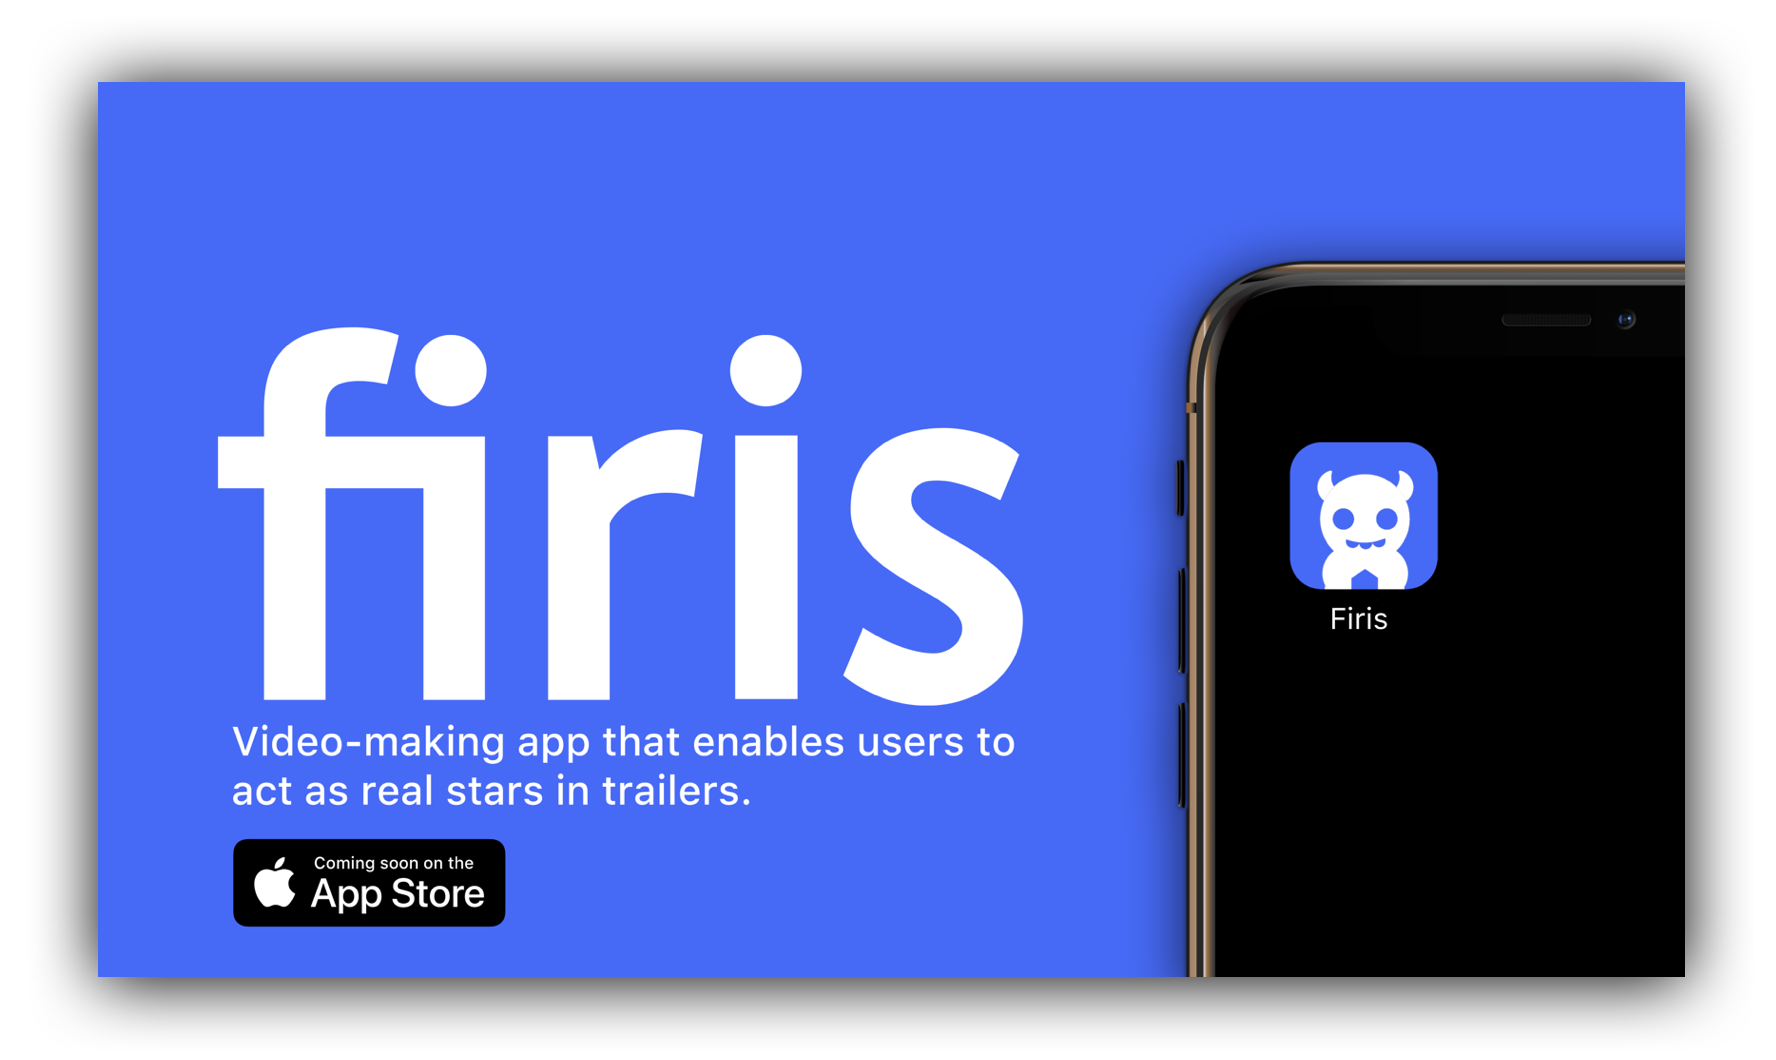 firis
Video-making app that enables users to
act as real stars in trailers.
Coming soon on the
App Store
Firis